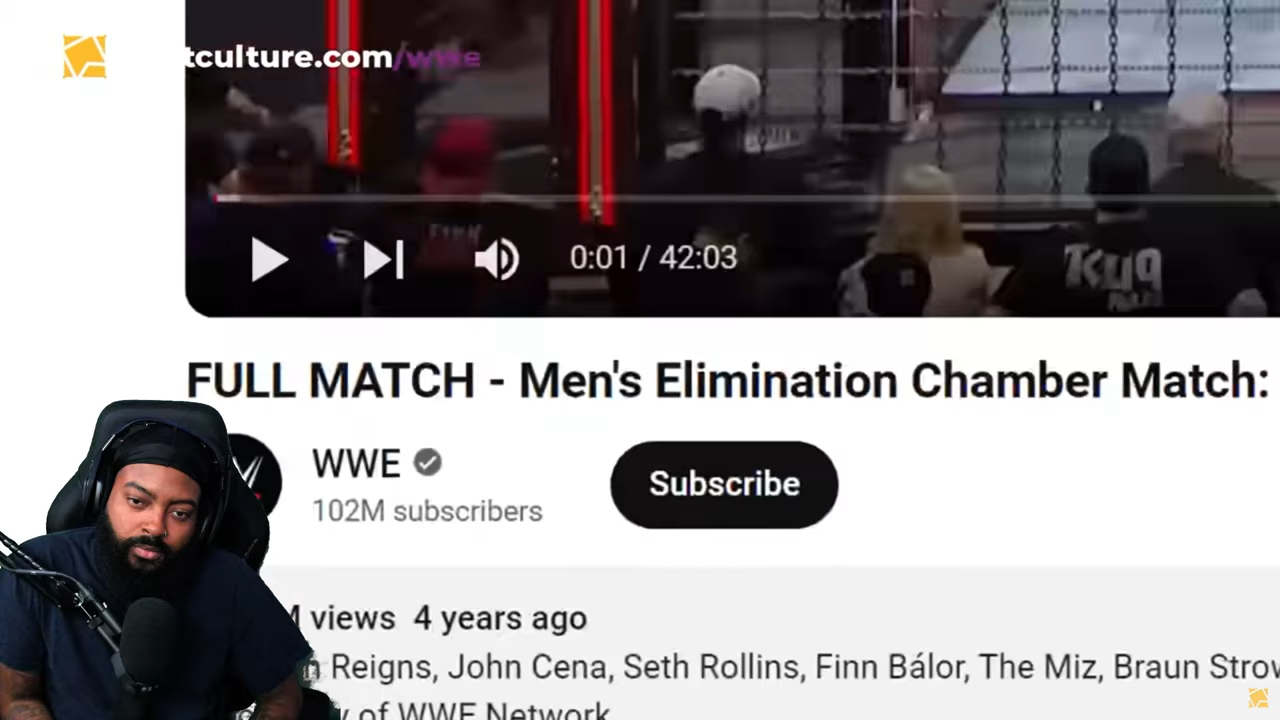 tculture.com/wwe
0:01 / 42:03
FULL MATCH - Men's Elimination Chamber Match:
WWE
102M subscribers
Subscribe
views 4 years ago
Reigns, John Cena, Seth Rollins, Finn Bálor, The Miz, Braun Strow
of WWE Network